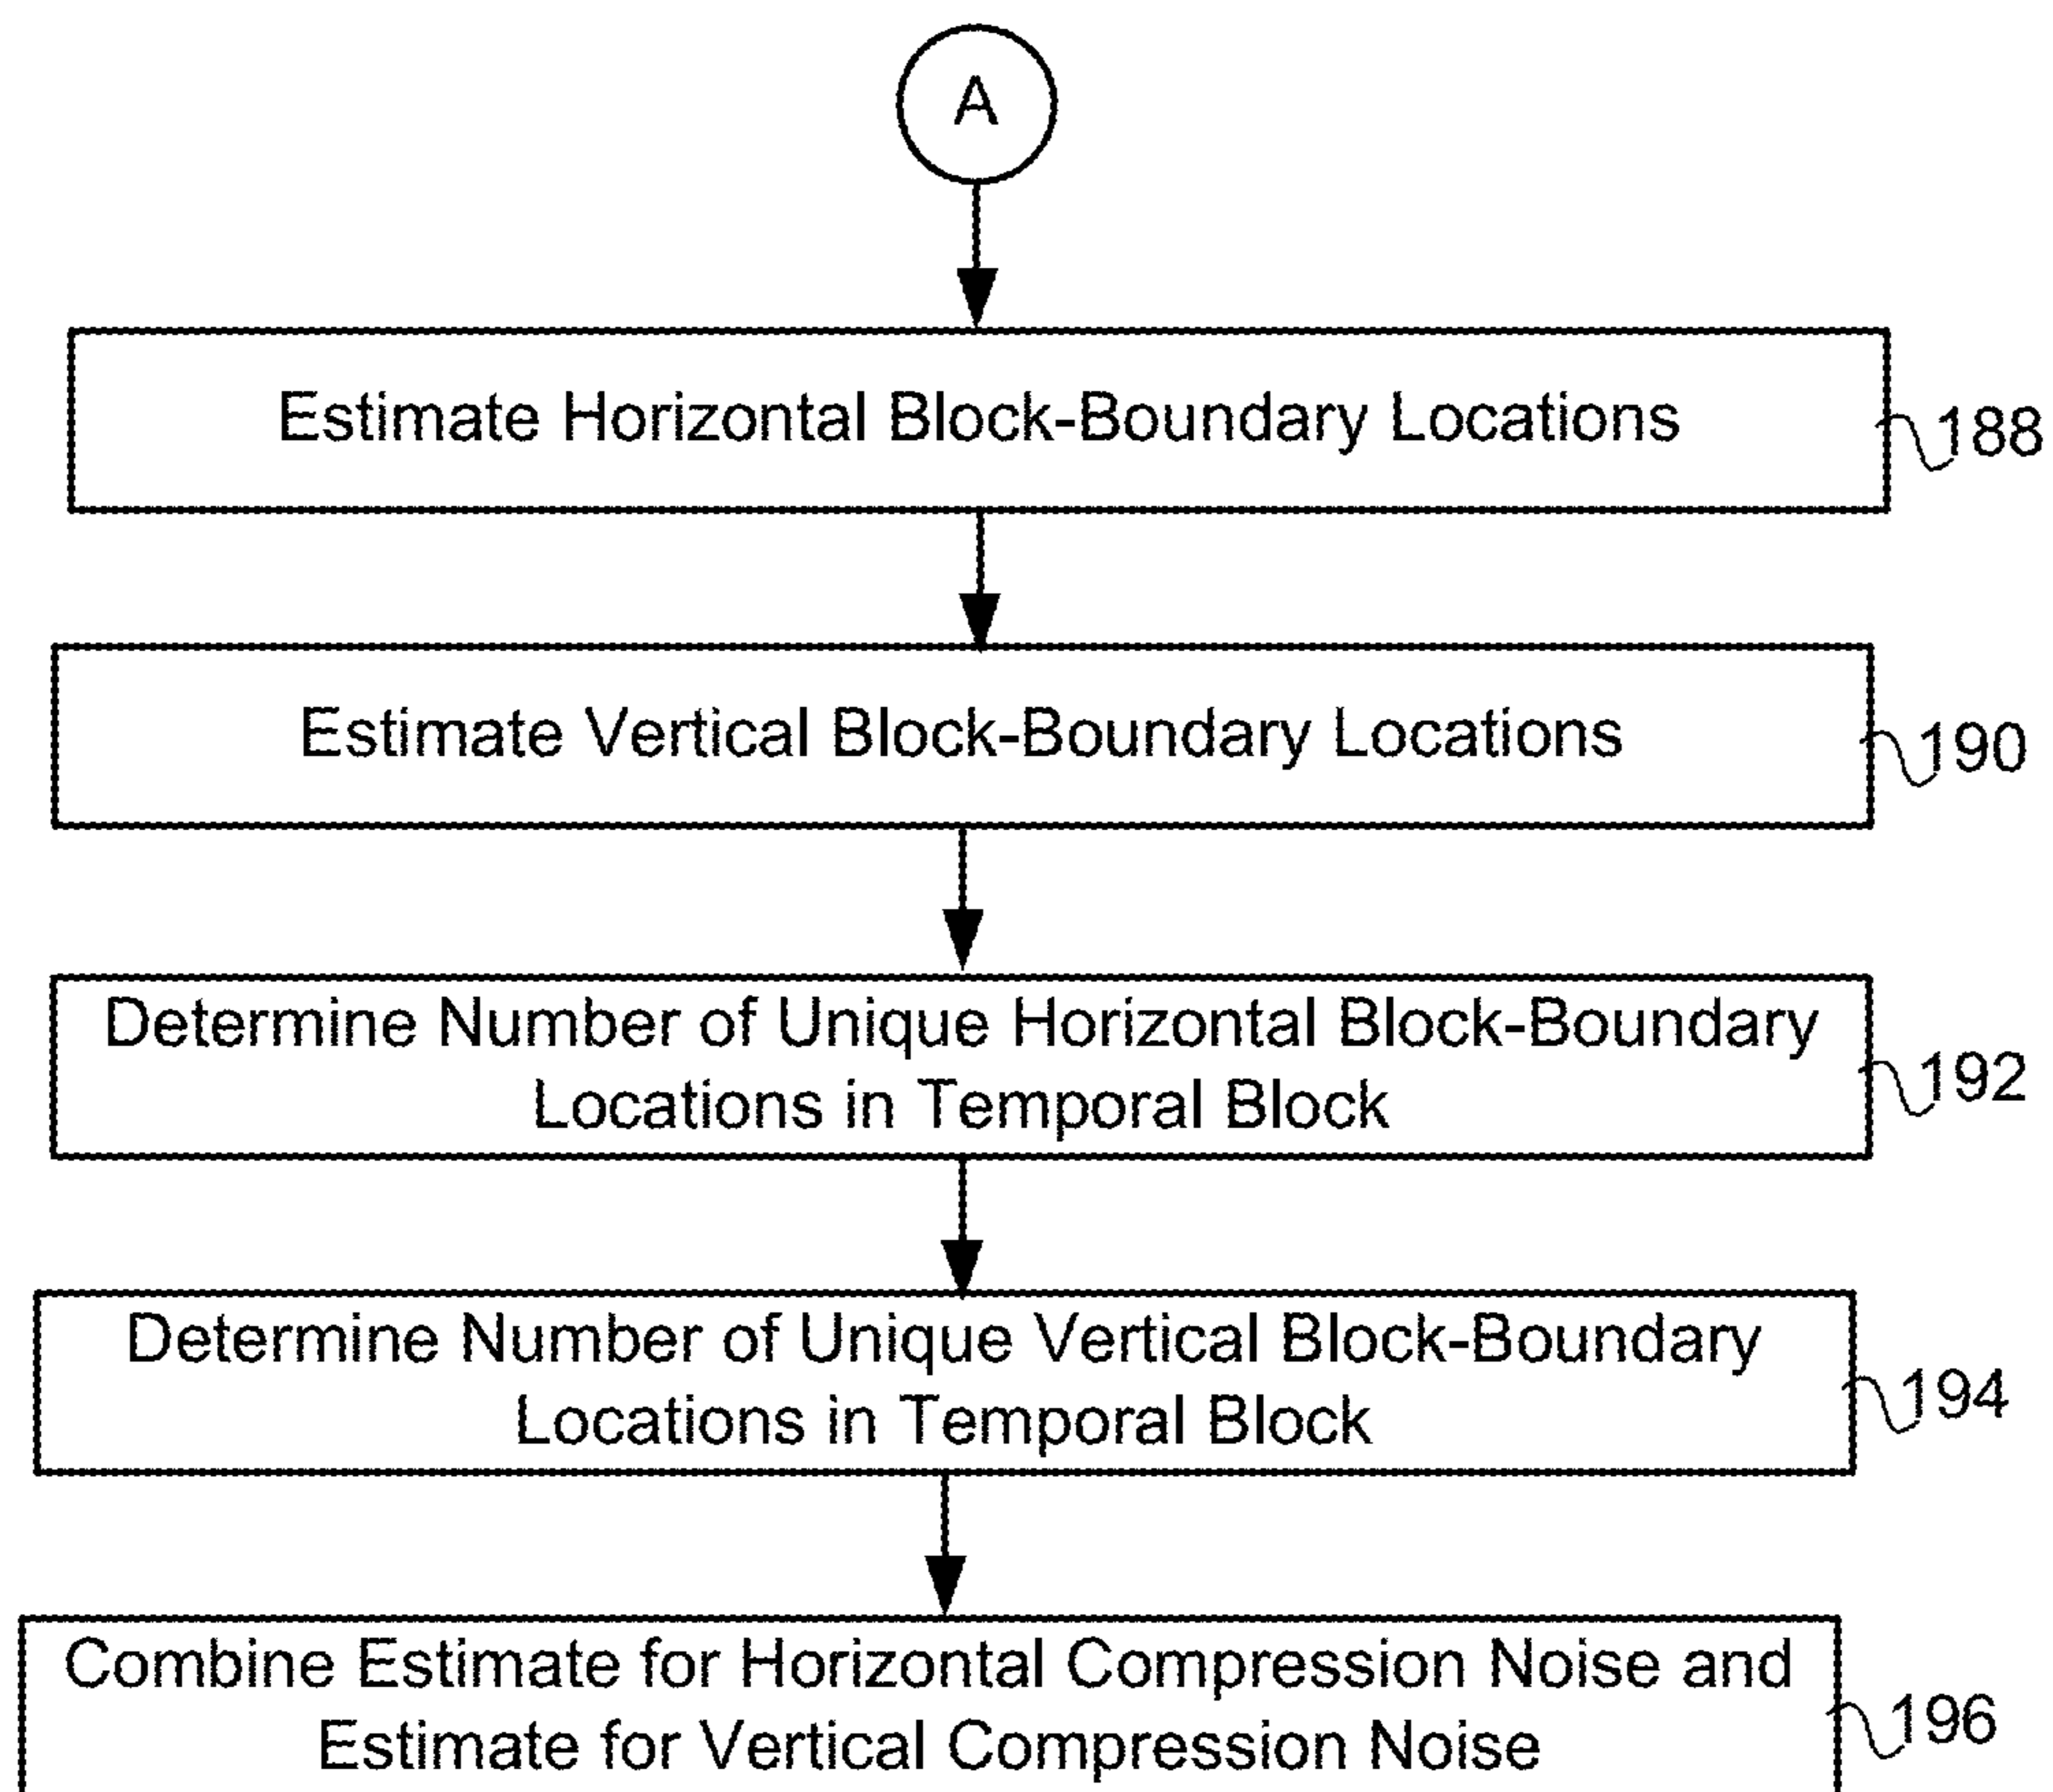 A
Estimate Horizontal Block-Boundary Locations
188
Estimate Vertical Block-Boundary Locations
190
Determine Number of Unique Horizontal Block-Boundary
Locations in Temporal Block
192
Determine Number of Unique Vertical Block-Boundary
Locations in Temporal Block
194
Combine Estimate for Horizontal Compression Noise and
Estimate for Vertical Compression Noise
196